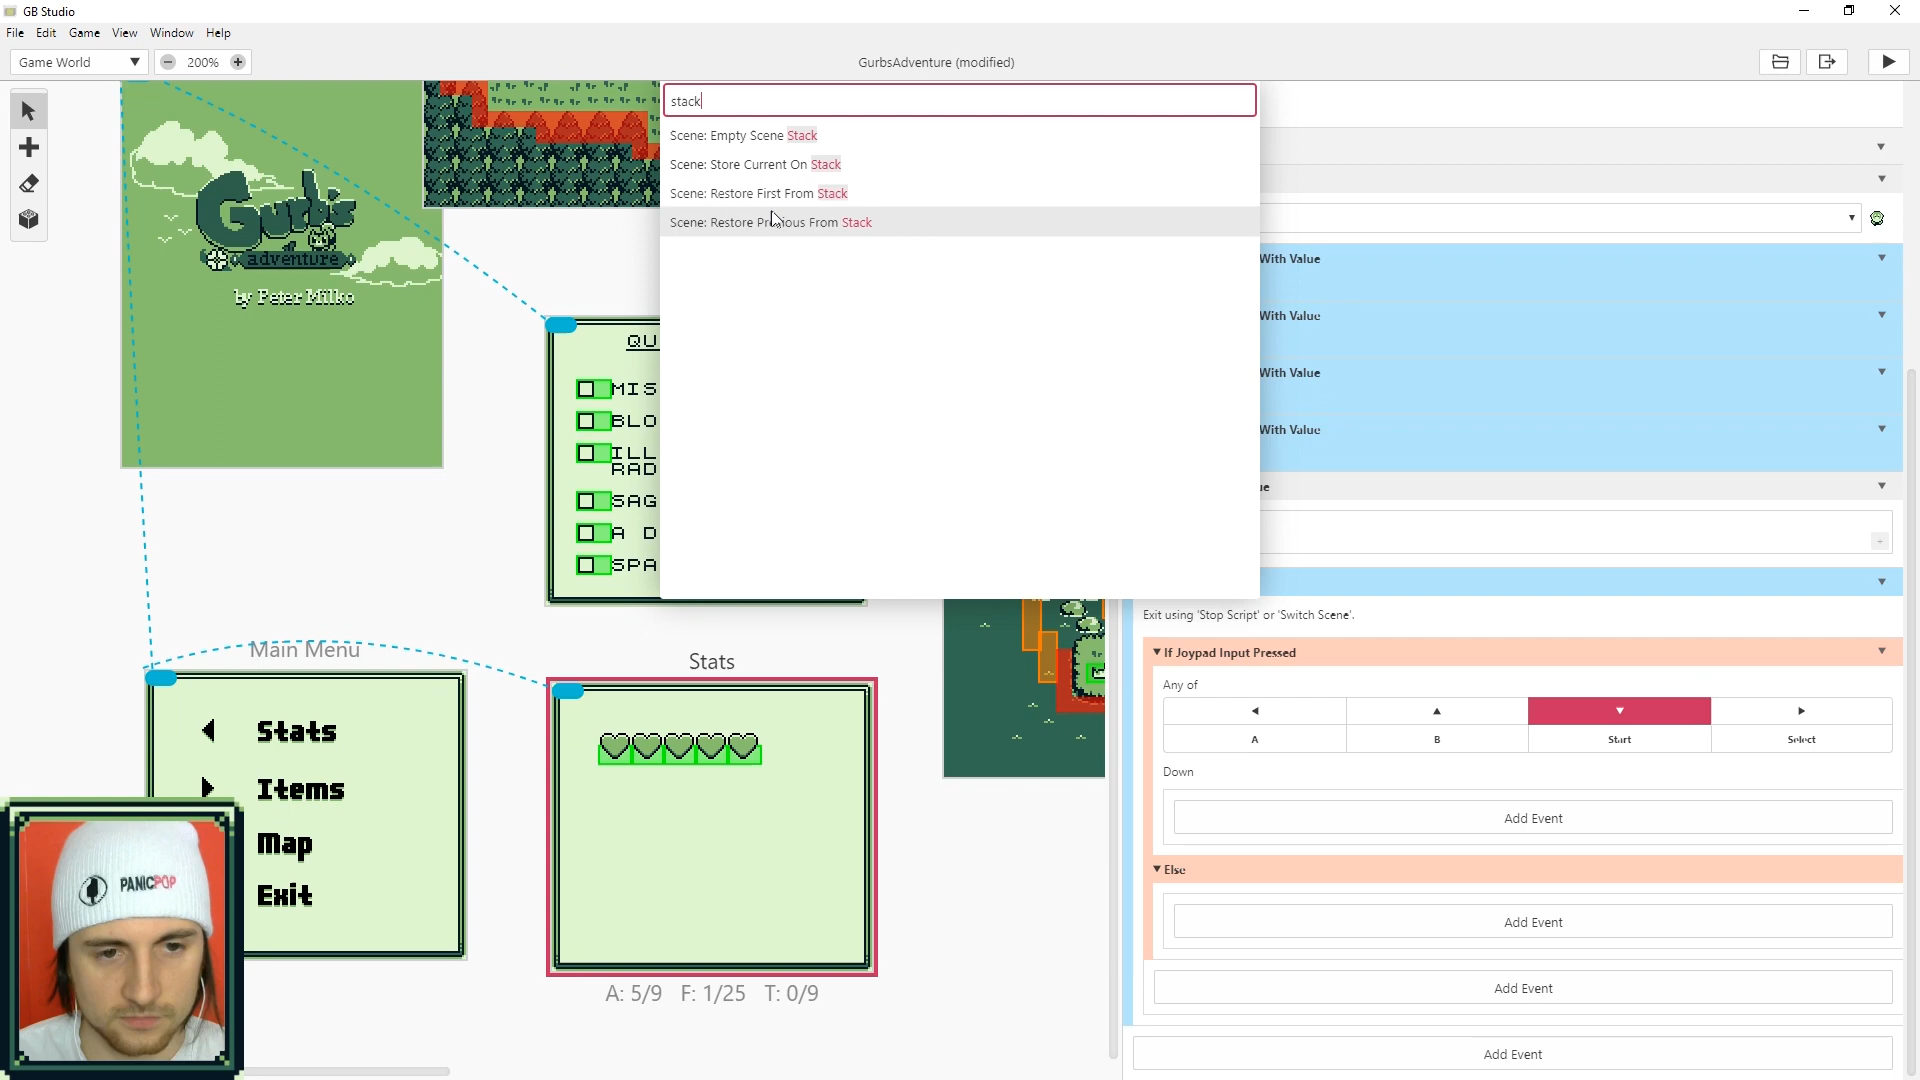 GB Studio
File Edit Game View Window Help
Game World
200%
GurbsAdventure (modified)
stack
Scene: Empty Scene Stack
Scene: Store Current On Stack
Scene: Restore First From Stack
Scene: Restore Previous From Stack
Gurb's
adventure
by Peter Milko
QU
MIS
BLO
ILL
RAD
SAG
A D
SPA
With Value
With Value
With Value
With Value
ue
Exit using 'Stop Script' or 'Switch Scene'.
If Joypad Input Pressed
Any of
A
B
Start
Select
Down
Add Event
Else
Add Event
Add Event
Add Event
Main Menu
Stats
Items
Map
Exit
Stats
A: 5/9 F: 1/25 T: 0/9
PANICPOP